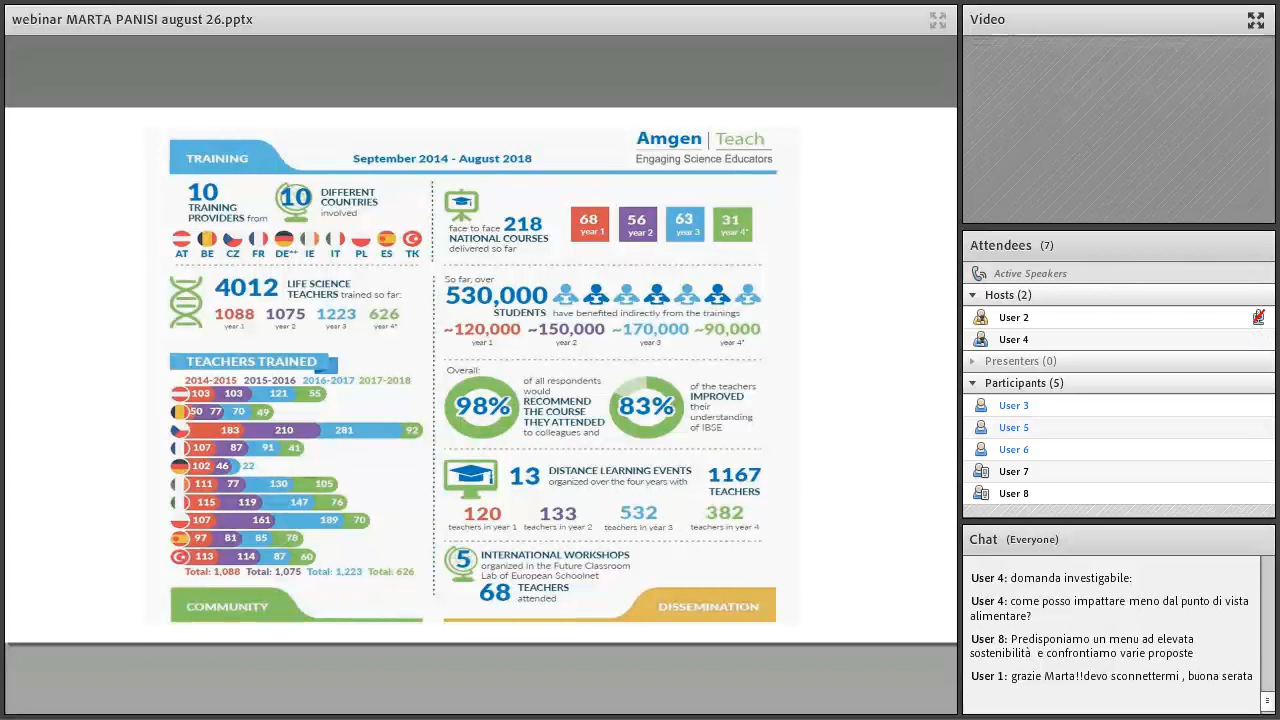 webinar MARTA PANISI august 26.pptx
TRAINING
September 2014 - August 2018
Amgen | Teach
Engaging Science Educators
10
TRAINING
PROVIDERS from
10
DIFFERENT
COUNTRIES
involved
AT BE CZ FR DE** IE IT PL ES TK
face to face 218
NATIONAL COURSES
delivered so far
68 56 63 31
year 1 year 2 year 3 year 4*
4012 LIFE SCIENCE
TEACHERS trained so far:
1088 1075 1223 626
year 1 year 2 year 3 year 4*
So far, over
530,000
STUDENTS have benefited indirectly from the trainings
~120,000 ~150,000 ~170,000 ~90,000
year 1 year 2 year 3 year 4*
TEACHERS TRAINED
2014-2015 2015-2016 2016-2017 2017-2018
103 103 121 55
50 77 70 49
183 210 281 92
107 87 91 41
102 46 22
111 77 130 105
115 119 147 76
107 161 189 70
97 81 85 78
113 114 87 60
Total: 1,088 Total: 1,075 Total: 1,223 Total: 626
Overall:
98%
of all respondents
would
RECOMMEND
THE COURSE
THEY ATTENDED
to colleagues and
83%
of the teachers
IMPROVED
their
understanding
of IBSE
13 DISTANCE LEARNING EVENTS
organized over the four years with
1167
TEACHERS
120 133 532 382
teachers in year 1 teachers in year 2 teachers in year 3 teachers in year 4
5 INTERNATIONAL WORKSHOPS
organized in the Future Classroom
Lab of European Schoolnet
68 TEACHERS
attended
COMMUNITY
DISSEMINATION
Video
Attendees (7)
Active Speakers
Hosts (2)
User 2
User 4
Presenters (0)
Participants (5)
User 3
User 5
User 6
User 7
User 8
Chat (Everyone)
User 4: domanda investigabile:
User 4: come posso impattare meno dal punto di vista
alimentare?
User 8: Predisponiamo un menu ad elevata
sostenibilità e confrontiamo varie proposte
User 1: grazie Marta!!devo sconnettermi , buona serata